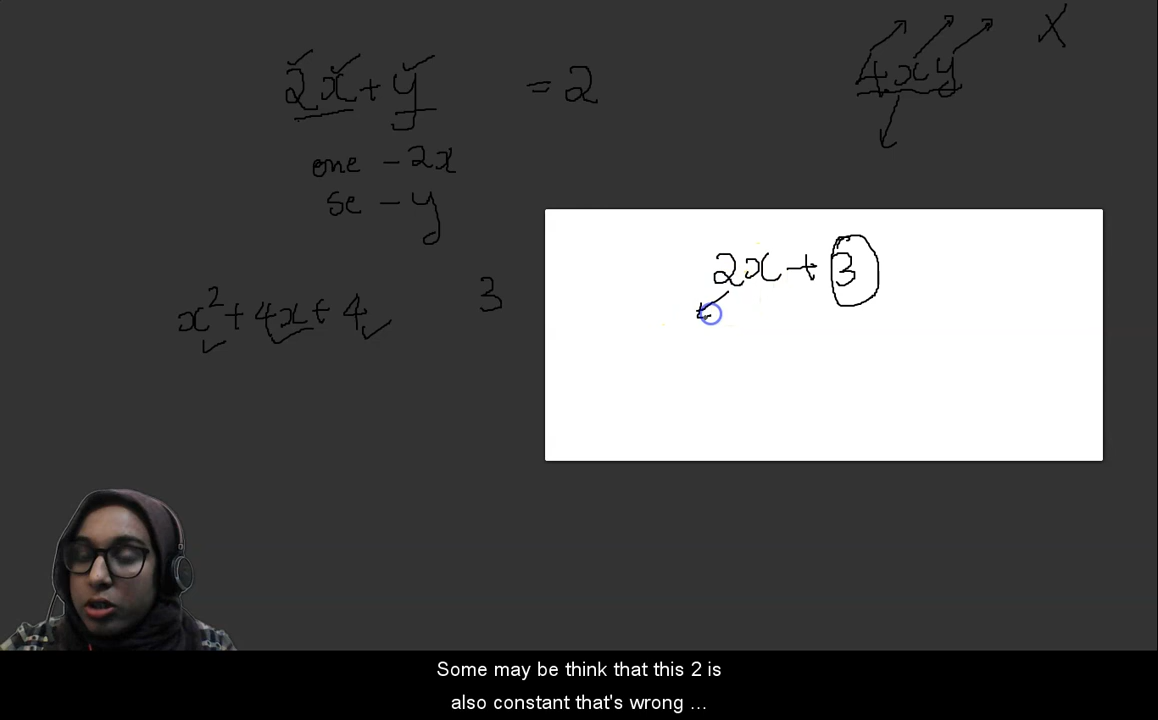 2x + y = 2
4xy
X
one - 2x
se - y
2x + 3
x² + 4x + 4
3
Some may be think that this 2 is
also constant that's wrong ...